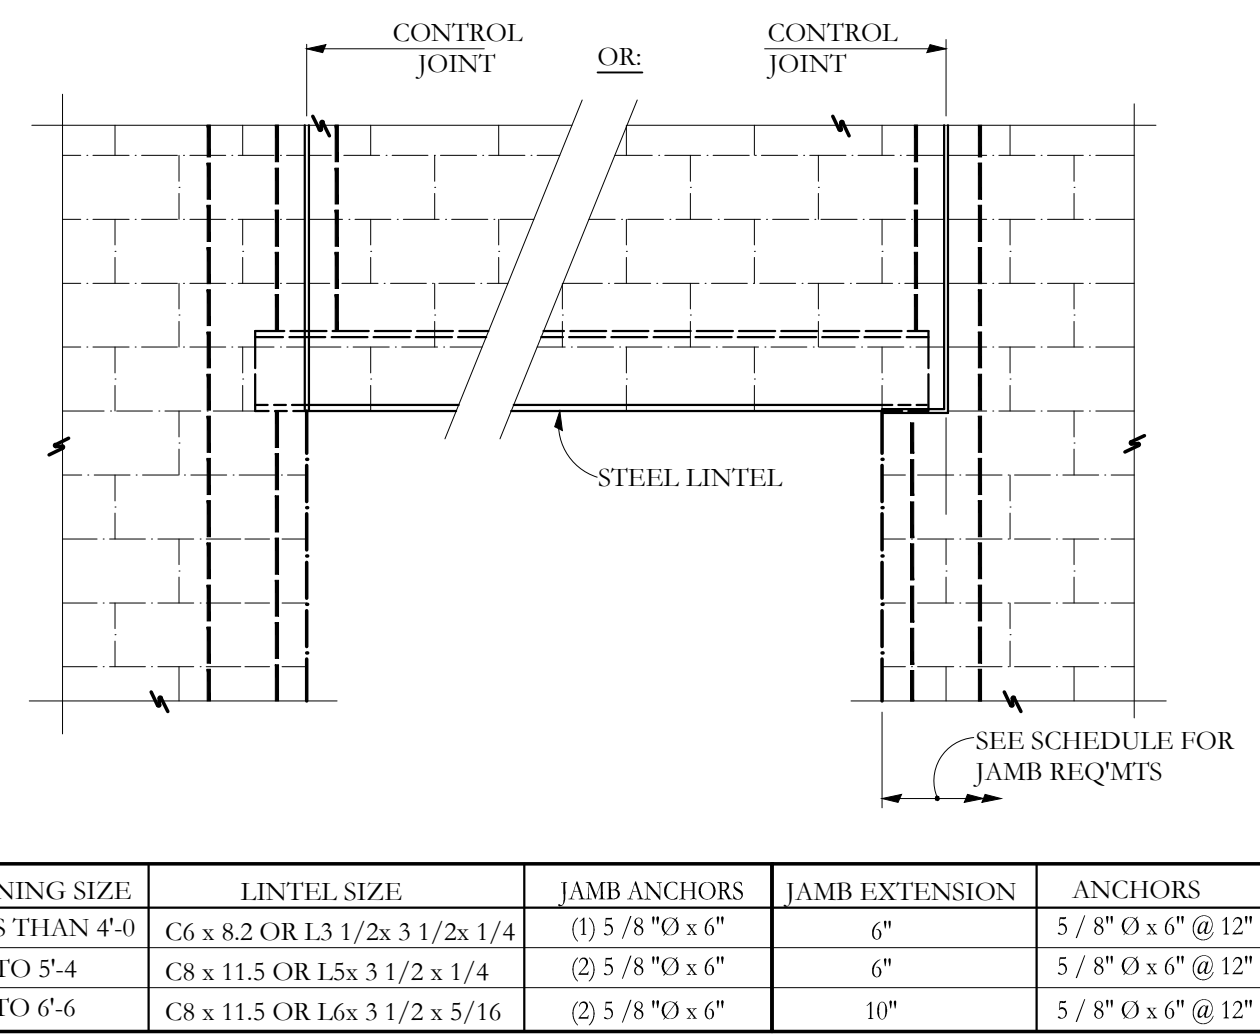 CONTROL
JOINT
OR:
CONTROL
JOINT
STEEL LINTEL
SEE SCHEDULE FOR
JAMB REQ'MTS
NING SIZE LINTEL SIZE JAMB ANCHORS JAMB EXTENSION ANCHORS
S THAN 4'-0 C6 x 8.2 OR L3 1/2x 3 1/2x 1/4 (1) 5 /8 "Ø x 6" 6" 5 / 8" Ø x 6" @ 12"
TO 5'-4 C8 x 11.5 OR L5x 3 1/2 x 1/4 (2) 5 /8 "Ø x 6" 6" 5 / 8" Ø x 6" @ 12"
TO 6'-6 C8 x 11.5 OR L6x 3 1/2 x 5/16 (2) 5 /8 "Ø x 6" 10" 5 / 8" Ø x 6" @ 12"